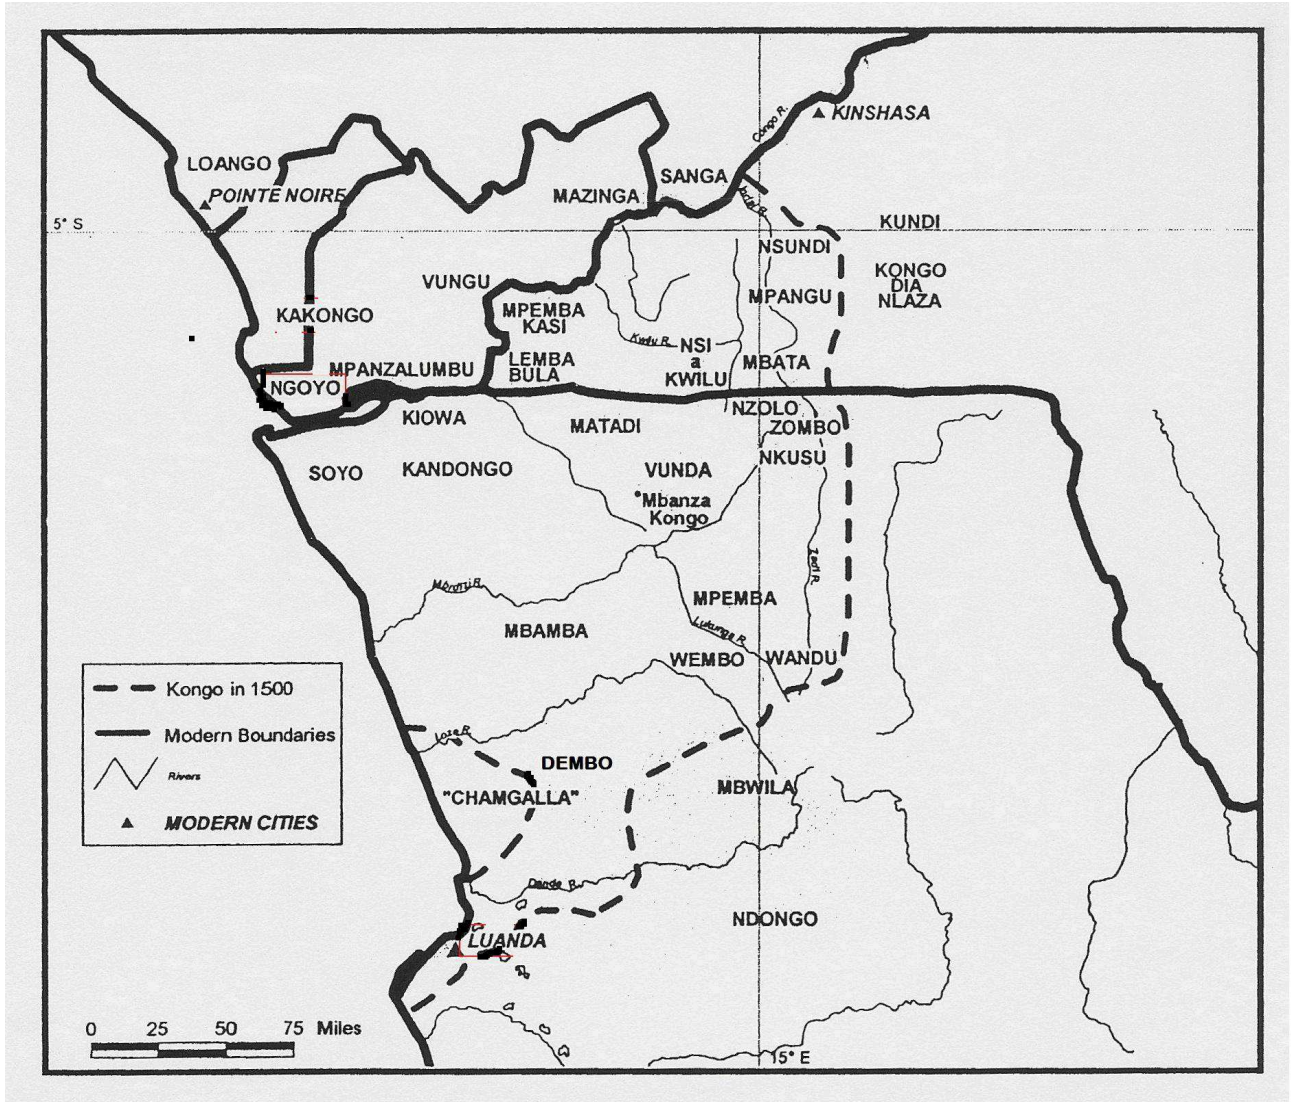 KINSHASA
Congo R.
LOANGO
SANGA
POINTE NOIRE
MAZINGA
5° S
KUNDI
NSUNDI
KONGO
DIA
NLAZA
VUNGU
MPANGU
MPEMBA
KASI
KAKONGO
Kwilu R.
NSI
a
KWILU
LEMBA
BULA
MBATA
MPANZALUMBU
NGOYO
NZOLO
KIOWA
MATADI
ZOMBO
NKUSU
SOYO
KANDONGO
VUNDA
Mbanza
Kongo
Zadi R.
Mbrizi R.
MPEMBA
Lukunga R.
MBAMBA
WEMBO
WANDU
Kongo in 1500
Modern Boundaries
Rivers
MODERN CITIES
Loze R.
DEMBO
"CHAMGALLA"
MBWILA
Dande R.
NDONGO
LUANDA
0 25 50 75 Miles
15° E